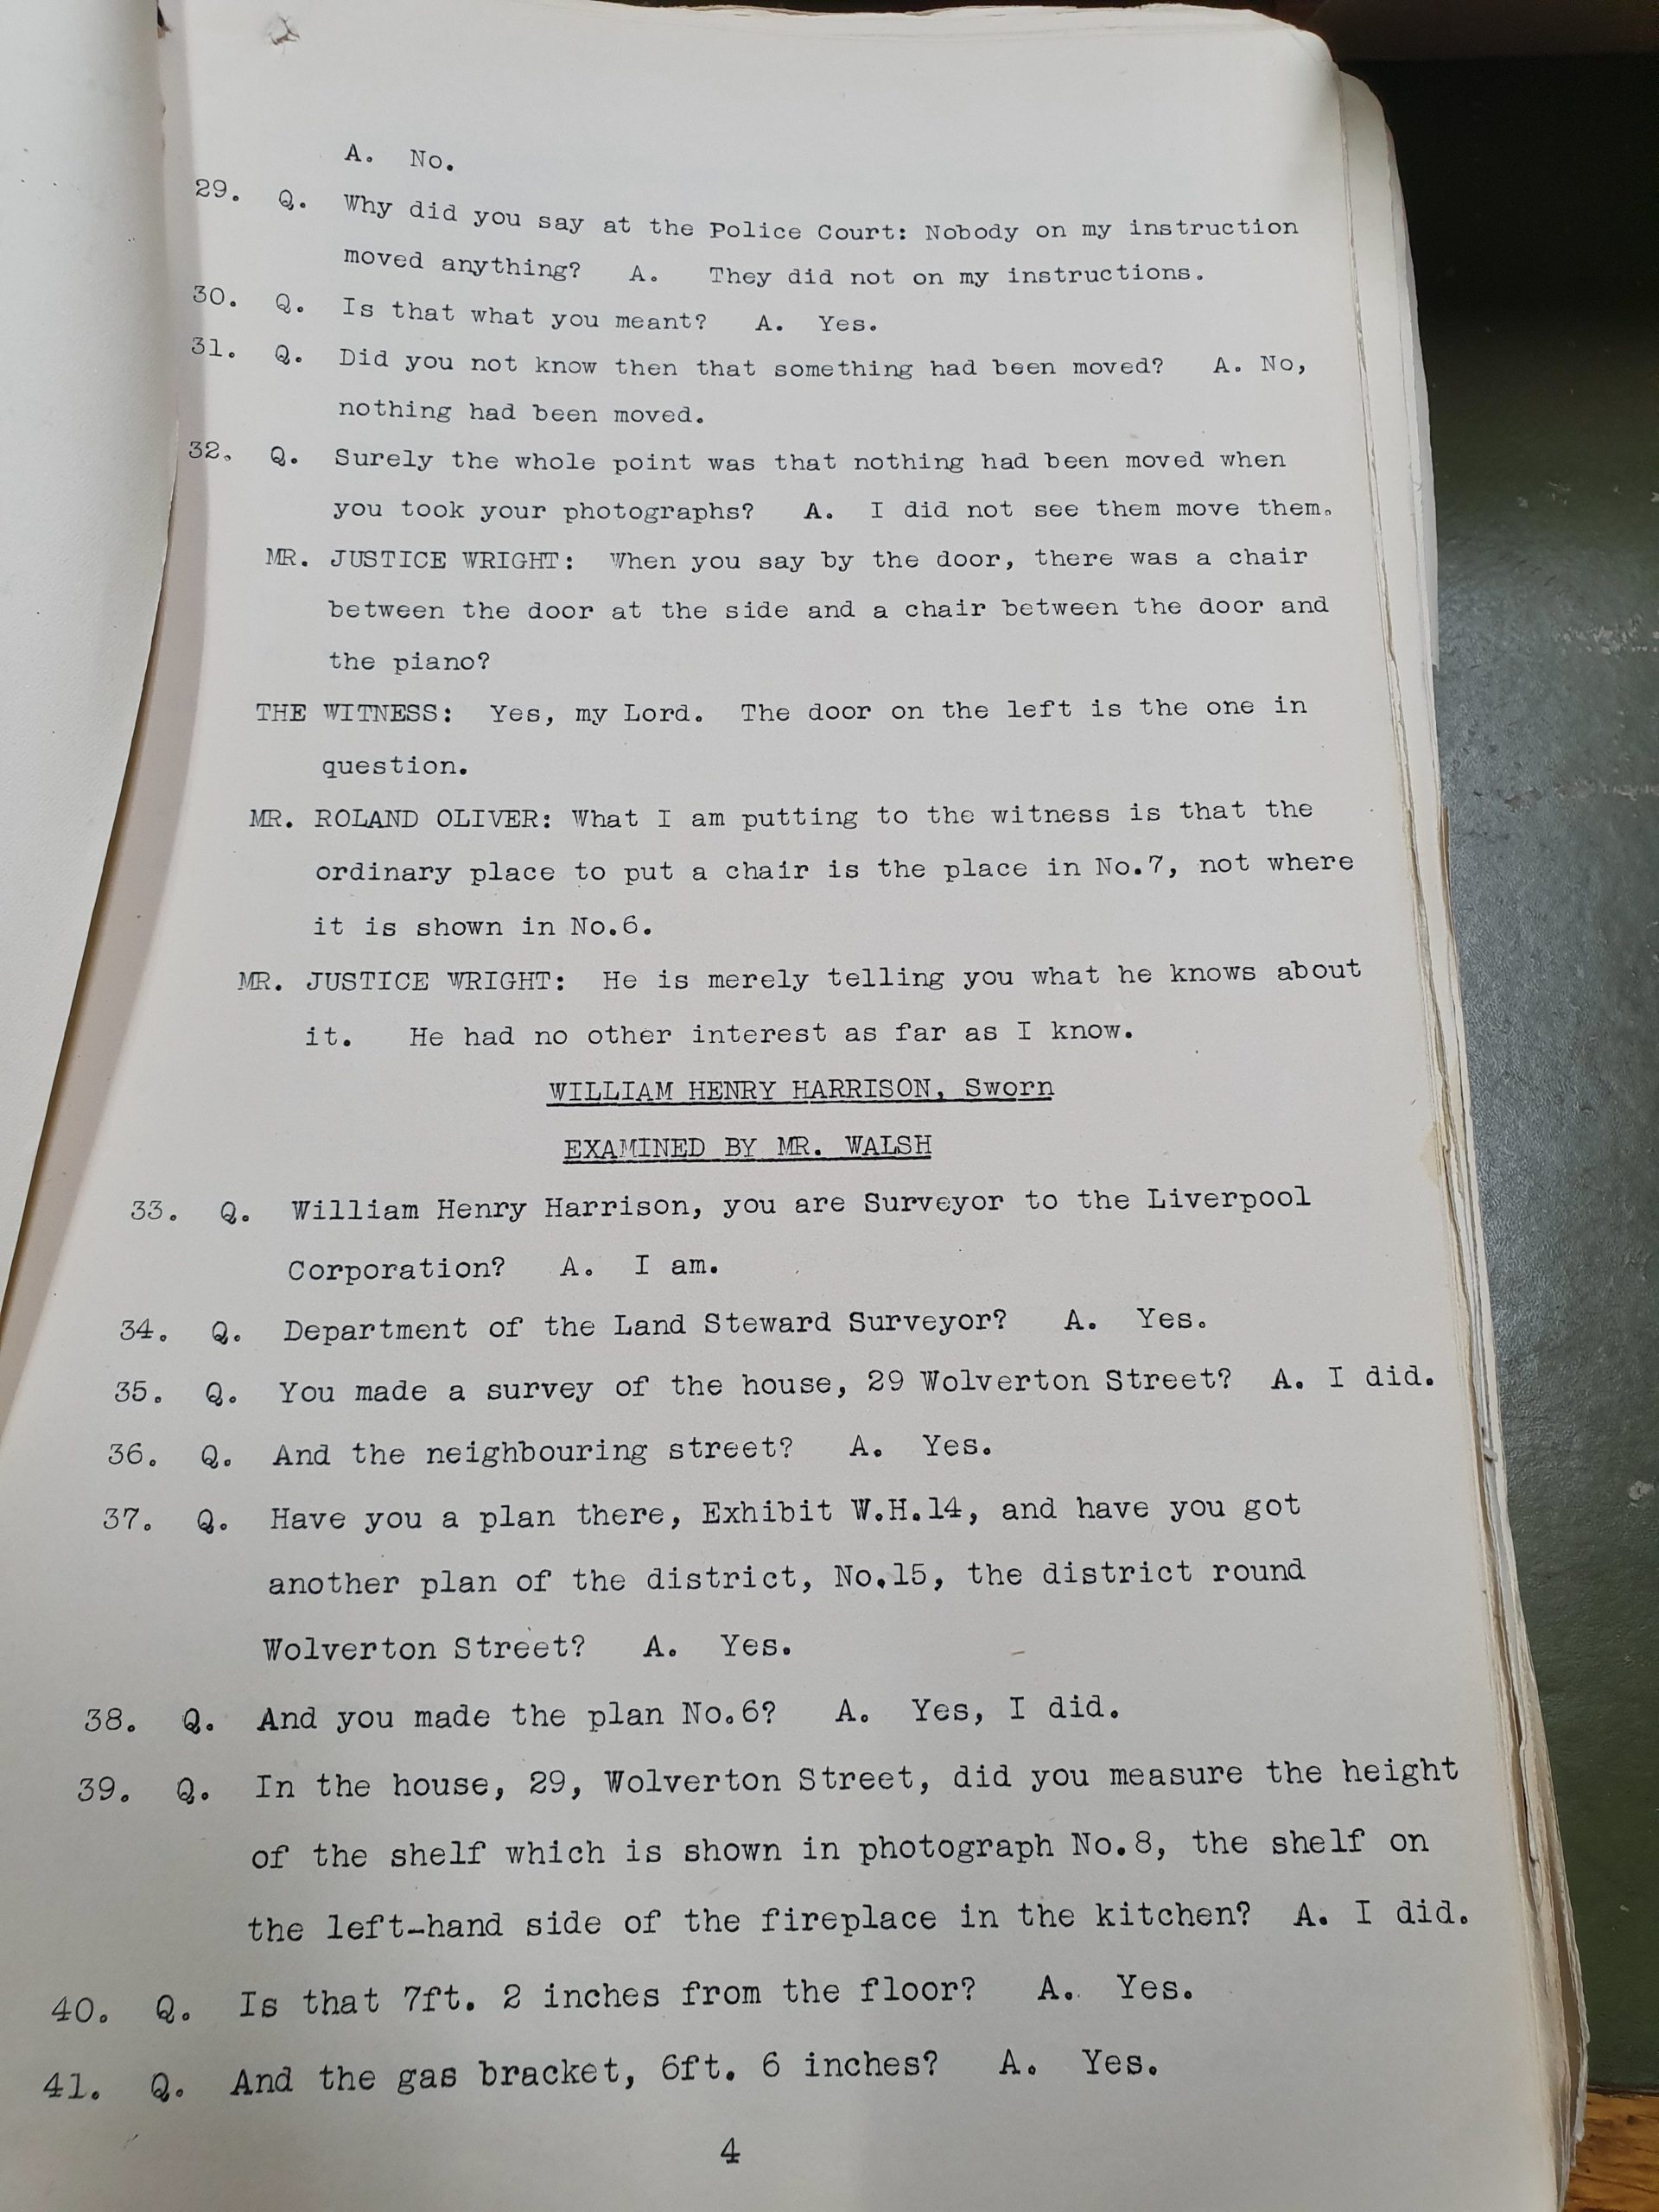 A. No.
29. Q. Why did you say at the Police Court: Nobody on my instruction
moved anything? A. They did not on my instructions.
30. Q. Is that what you meant? A. Yes.
31. Q. Did you not know then that something had been moved? A. No,
nothing had been moved.
32. Q. Surely the whole point was that nothing had been moved when
you took your photographs? A. I did not see them move them.
MR. JUSTICE WRIGHT: When you say by the door, there was a chair
between the door at the side and a chair between the door and
the piano?
THE WITNESS: Yes, my Lord. The door on the left is the one in
question.
MR. ROLAND OLIVER: What I am putting to the witness is that the
ordinary place to put a chair is the place in No.7, not where
it is shown in No.6.
MR. JUSTICE WRIGHT: He is merely telling you what he knows about
it. He had no other interest as far as I know.
WILLIAM HENRY HARRISON, Sworn
EXAMINED BY MR. WALSH
33. Q. William Henry Harrison, you are Surveyor to the Liverpool
Corporation? A. I am.
34. Q. Department of the Land Steward Surveyor? A. Yes.
35. Q. You made a survey of the house, 29 Wolverton Street? A. I did.
36. Q. And the neighbouring street? A. Yes.
37. Q. Have you a plan there, Exhibit W.H.14, and have you got
another plan of the district, No.15, the district round
Wolverton Street? A. Yes.
38. Q. And you made the plan No.6? A. Yes, I did.
39. Q. In the house, 29, Wolverton Street, did you measure the height
of the shelf which is shown in photograph No.8, the shelf on
the left-hand side of the fireplace in the kitchen? A. I did.
40. Q. Is that 7ft. 2 inches from the floor? A. Yes.
41. Q. And the gas bracket, 6ft. 6 inches? A. Yes.
4